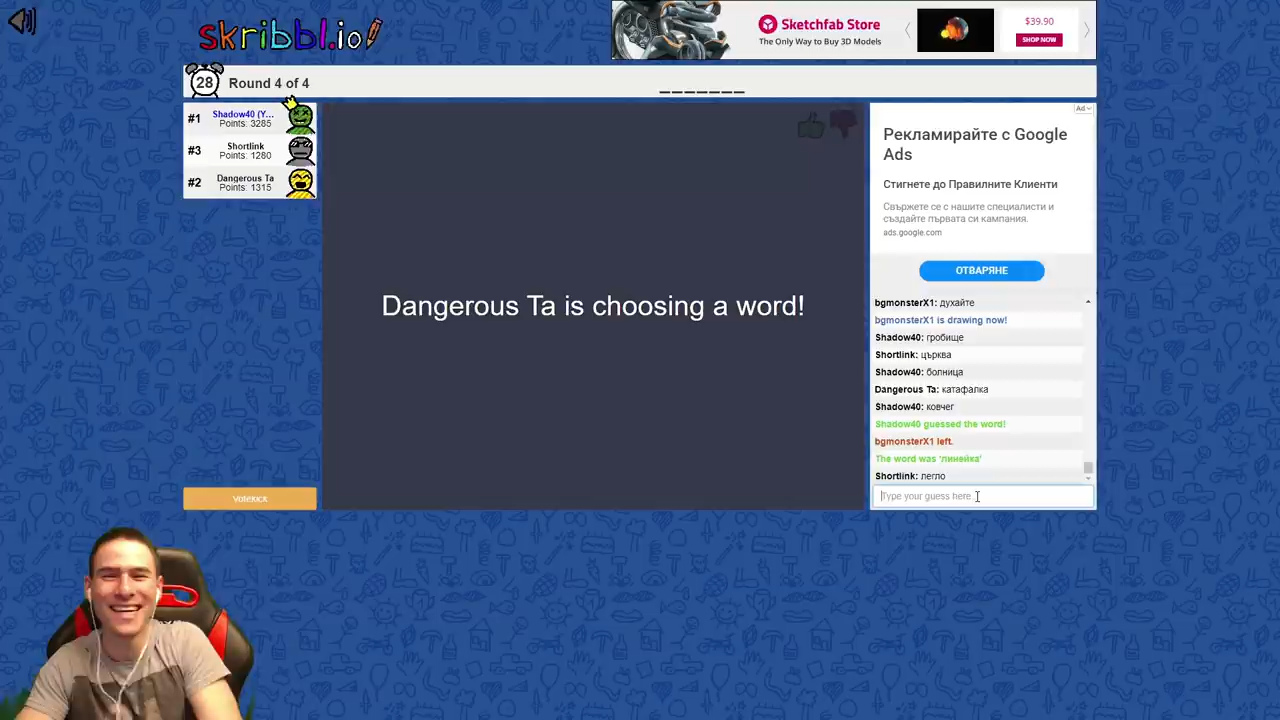 skribbl.io
Sketchfab Store
The Only Way to Buy 3D Models
$39.90
SHOP NOW
28
Round 4 of 4
_______
#1
Shadow40 (Y...
Points: 3285
#3
Shortlink
Points: 1280
#2
Dangerous Ta
Points: 1315
Votekick
Dangerous Ta is choosing a word!
Ad
Рекламирайте с Google
Ads
Стигнете до Правилните Клиенти
Свържете се с нашите специалисти и
създайте първата си кампания.
ads.google.com
ОТВАРЯНЕ
bgmonsterX1: духайте
bgmonsterX1 is drawing now!
Shadow40: гробище
Shortlink: църква
Shadow40: болница
Dangerous Ta: катафалка
Shadow40: ковчег
Shadow40 guessed the word!
bgmonsterX1 left.
The word was 'линейка'
Shortlink: легло
Type your guess here